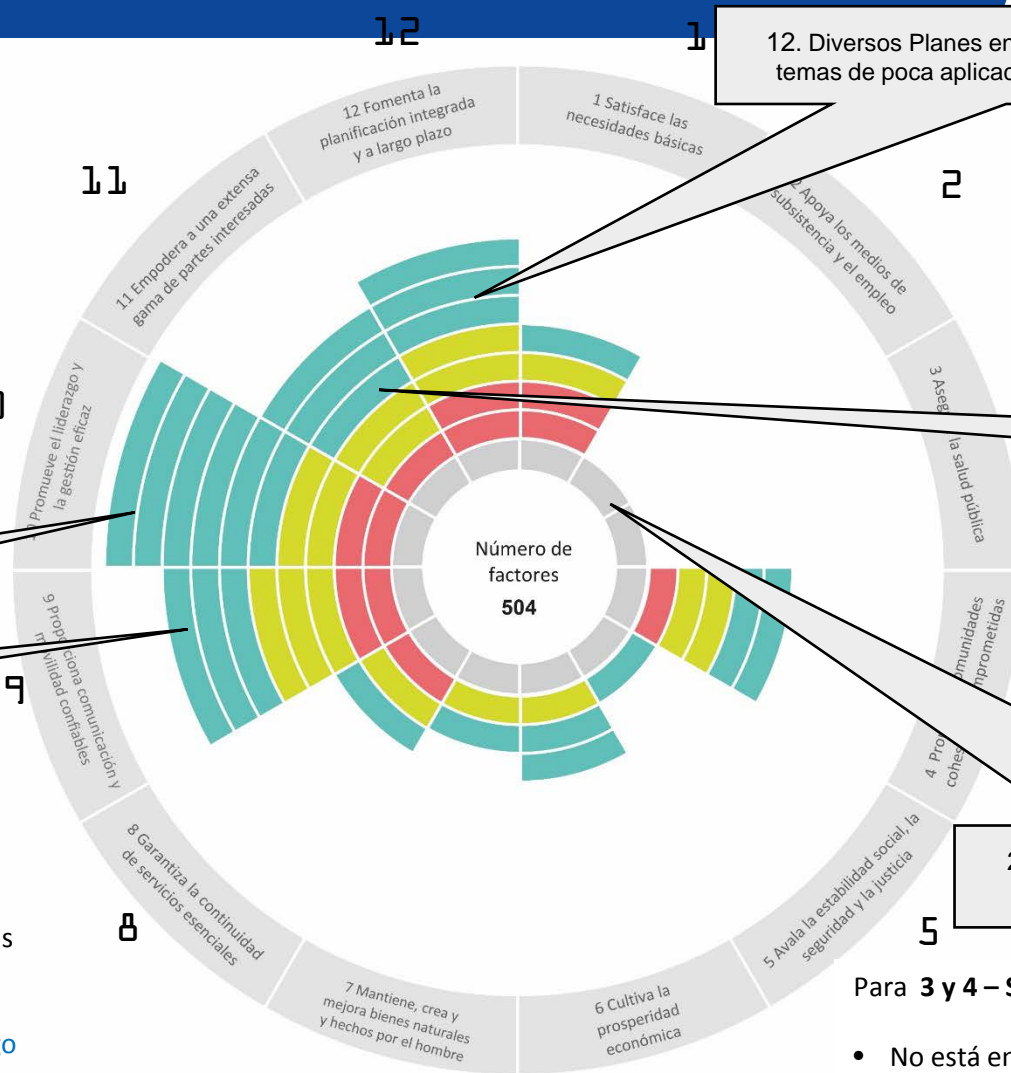 12
1
12. Diversos Planes en
temas de poca aplicac
12 Fomenta la
planificación integrada
y a largo plazo
1 Satisface las
necesidades básicas
11
2
11 Empodera a una extensa
gama de partes interesadas
2 Apoya los medios de
subsistencia y el empleo
Promueve el liderazgo y
la gestión eficaz
3 Aseg la salud pública
Número de
factores
504
9
9 Proporciona comunicación y
movilidad confiables
4 Pro omunidades
cohes mprometidas
8 Garantiza la continuidad
de servicios esenciales
5 Avala la estabilidad social, la
seguridad y la justicia
8
5
7 Mantiene, crea y
mejora bienes naturales
y hechos por el hombre
6 Cultiva la
prosperidad
económica
Para 3 y 4 –
• No está en